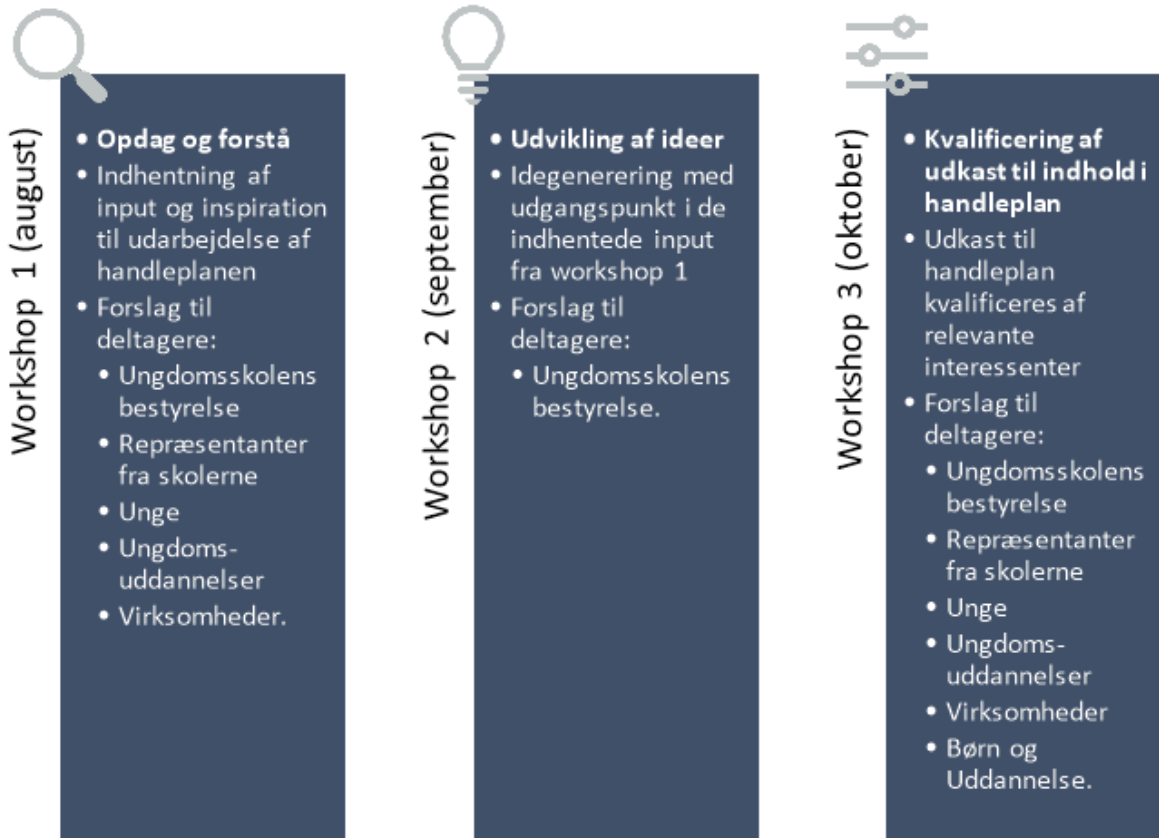 Workshop 1 (august)
• Opdag og forstå
• Indhentning af
input og inspiration
til udarbejdelse af
handleplanen
• Forslag til
deltagere:
• Ungdomsskolens
bestyrelse
• Repræsentanter
fra skolerne
• Unge
• Ungdoms-
uddannelser
• Virksomheder.
Workshop 2 (september)
• Udvikling af ideer
• Idegenerering med
udgangspunkt i de
indhentede input
fra workshop 1
• Forslag til
deltagere:
• Ungdomsskolens
bestyrelse.
Workshop 3 (oktober)
• Kvalificering af
udkast til indhold i
handleplan
• Udkast til
handleplan
kvalificeres af
relevante
interessenter
• Forslag til
deltagere:
• Ungdomsskolens
bestyrelse
• Repræsentanter
fra skolerne
• Unge
• Ungdoms-
uddannelser
• Virksomheder
• Børn og
Uddannelse.